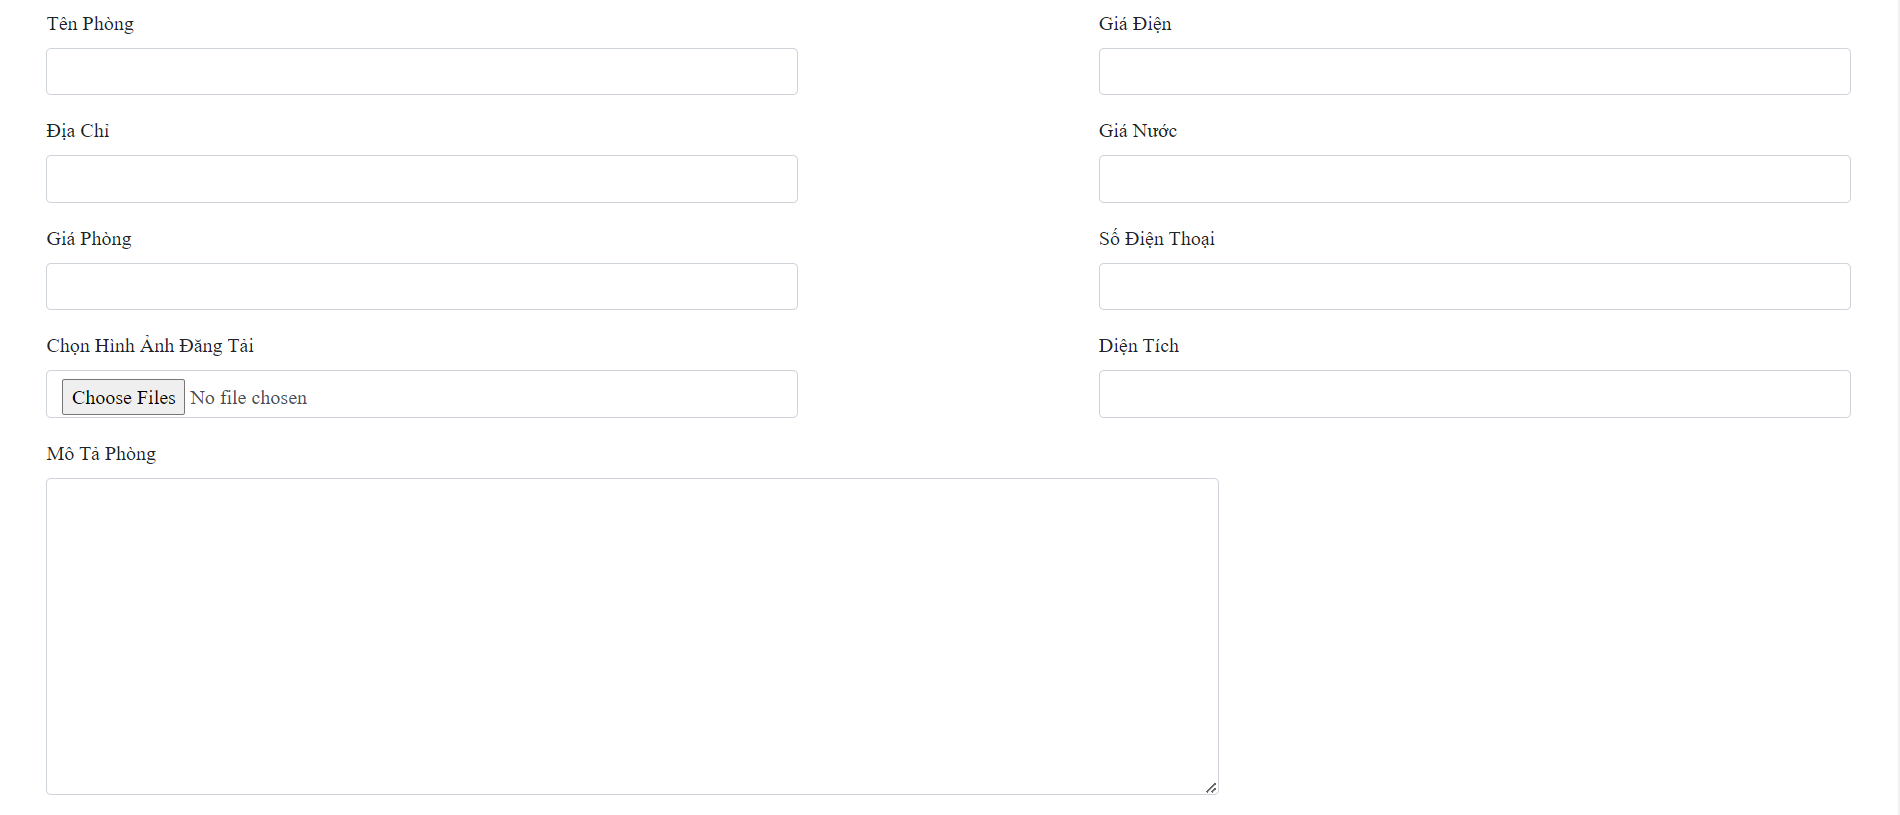 Tên Phòng
Giá Điện
Địa Chỉ
Giá Nước
Giá Phòng
Số Điện Thoại
Chọn Hình Ảnh Đăng Tải
Diện Tích
Choose Files No file chosen
Mô Tả Phòng